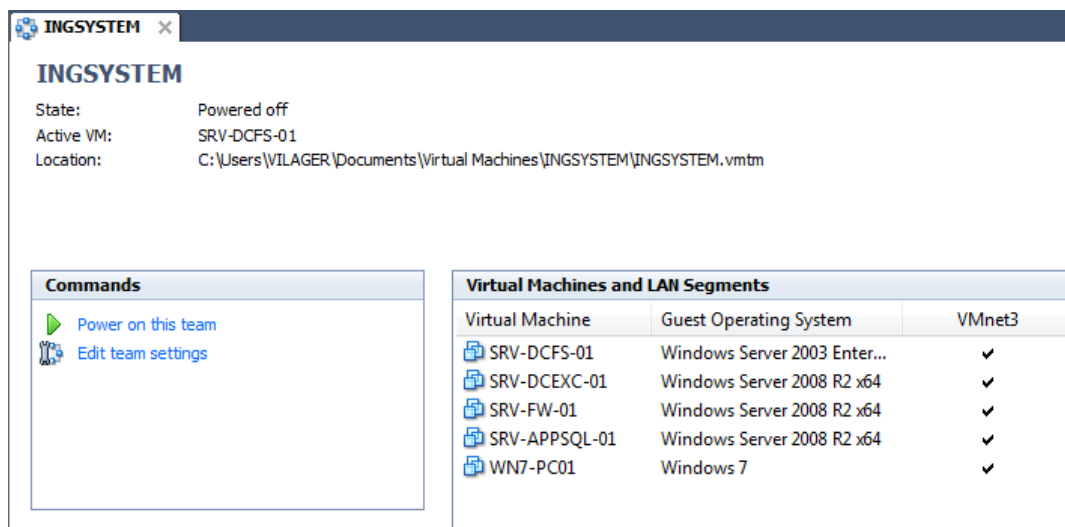 INGSYSTEM
INGSYSTEM
State: Powered off
Active VM: SRV-DCFS-01
Location: C:\Users\VILAGER\Documents\Virtual Machines\INGSYSTEM\INGSYSTEM.vmtm
Commands
Power on this team
Edit team settings
Virtual Machines and LAN Segments
Virtual Machine Guest Operating System VMnet3
SRV-DCFS-01 Windows Server 2003 Enter... ✓
SRV-DCEXC-01 Windows Server 2008 R2 x64 ✓
SRV-FW-01 Windows Server 2008 R2 x64 ✓
SRV-APPSQL-01 Windows Server 2008 R2 x64 ✓
WN7-PC01 Windows 7 ✓